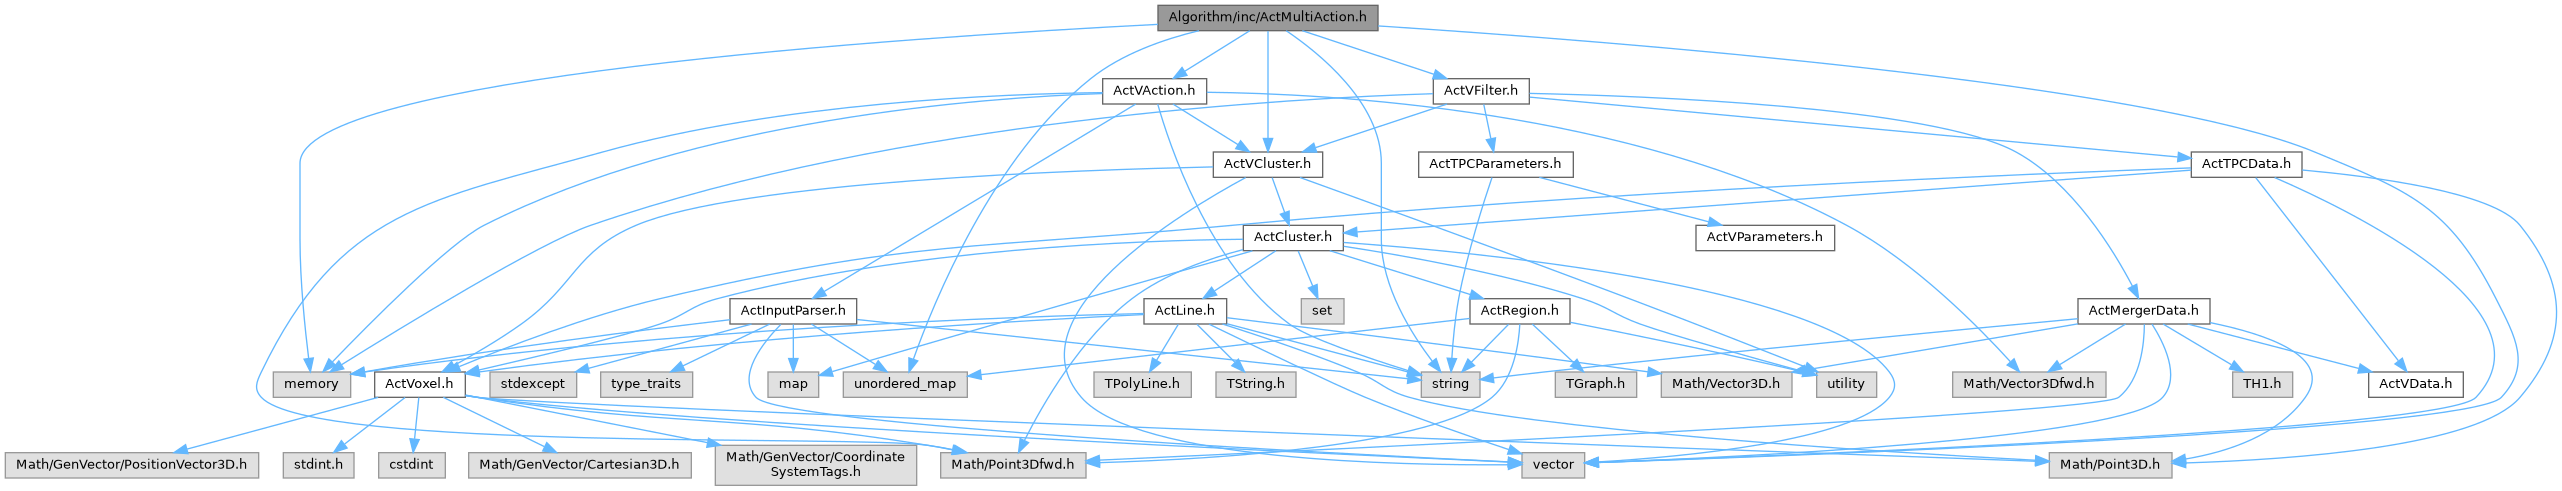 Algorithm/inc/ActMultiAction.h
ActVAction.h
ActVFilter.h
ActVCluster.h
ActTPCParameters.h
ActTPCData.h
ActCluster.h
ActVParameters.h
ActInputParser.h
ActLine.h
set
ActRegion.h
ActMergerData.h
memory
ActVoxel.h
stdexcept
type_traits
map
unordered_map
TPolyLine.h
TString.h
string
TGraph.h
Math/Vector3D.h
utility
Math/Vector3Dfwd.h
TH1.h
ActVData.h
Math/GenVector/PositionVector3D.h
stdint.h
cstdint
Math/GenVector/Cartesian3D.h
Math/GenVector/Coordinate
SystemTags.h
Math/Point3Dfwd.h
vector
Math/Point3D.h